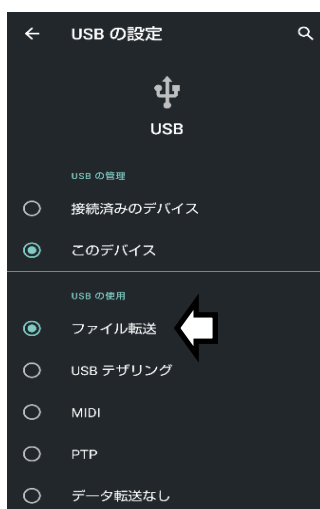 USB の設定
USB
USB の管理
接続済みのデバイス
このデバイス
USB の使用
ファイル転送
USB テザリング
MIDI
PTP
データ転送なし